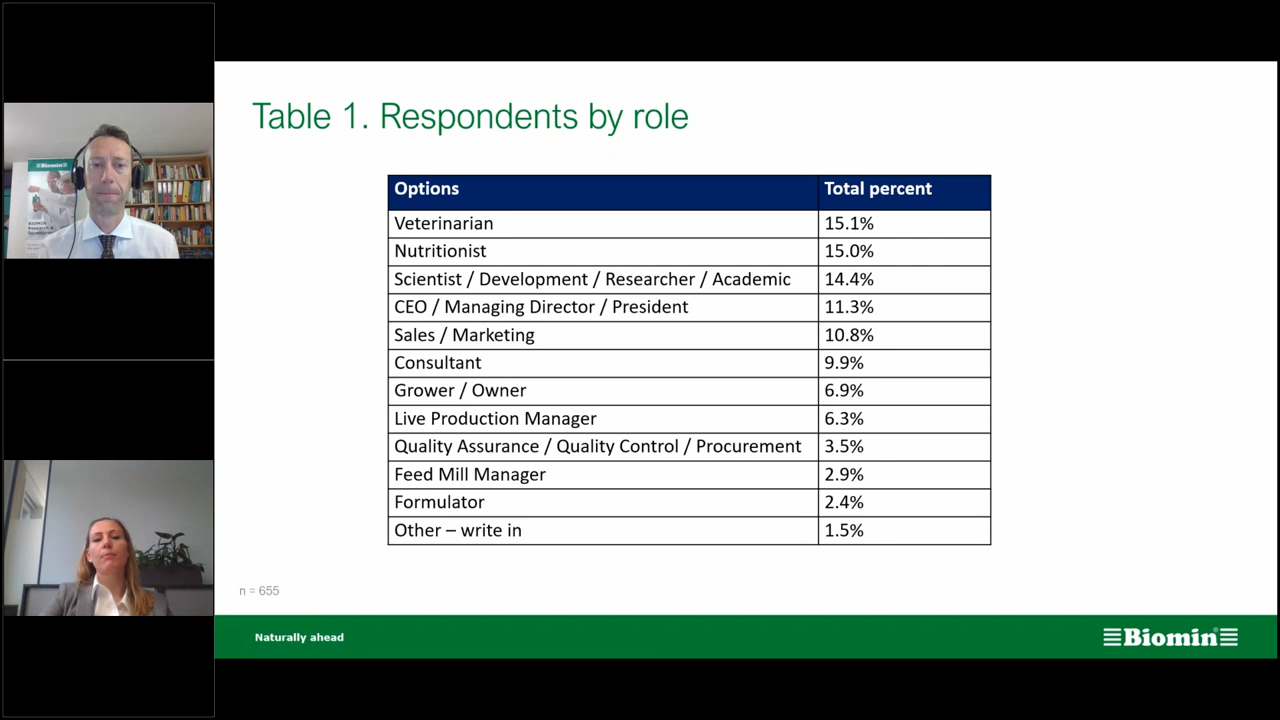 Table 1. Respondents by role
Options Total percent
Veterinarian 15.1%
Nutritionist 15.0%
Scientist / Development / Researcher / Academic 14.4%
CEO / Managing Director / President 11.3%
Sales / Marketing 10.8%
Consultant 9.9%
Grower / Owner 6.9%
Live Production Manager 6.3%
Quality Assurance / Quality Control / Procurement 3.5%
Feed Mill Manager 2.9%
Formulator 2.4%
Other – write in 1.5%
n = 655
Naturally ahead
Biomin®
Biomin